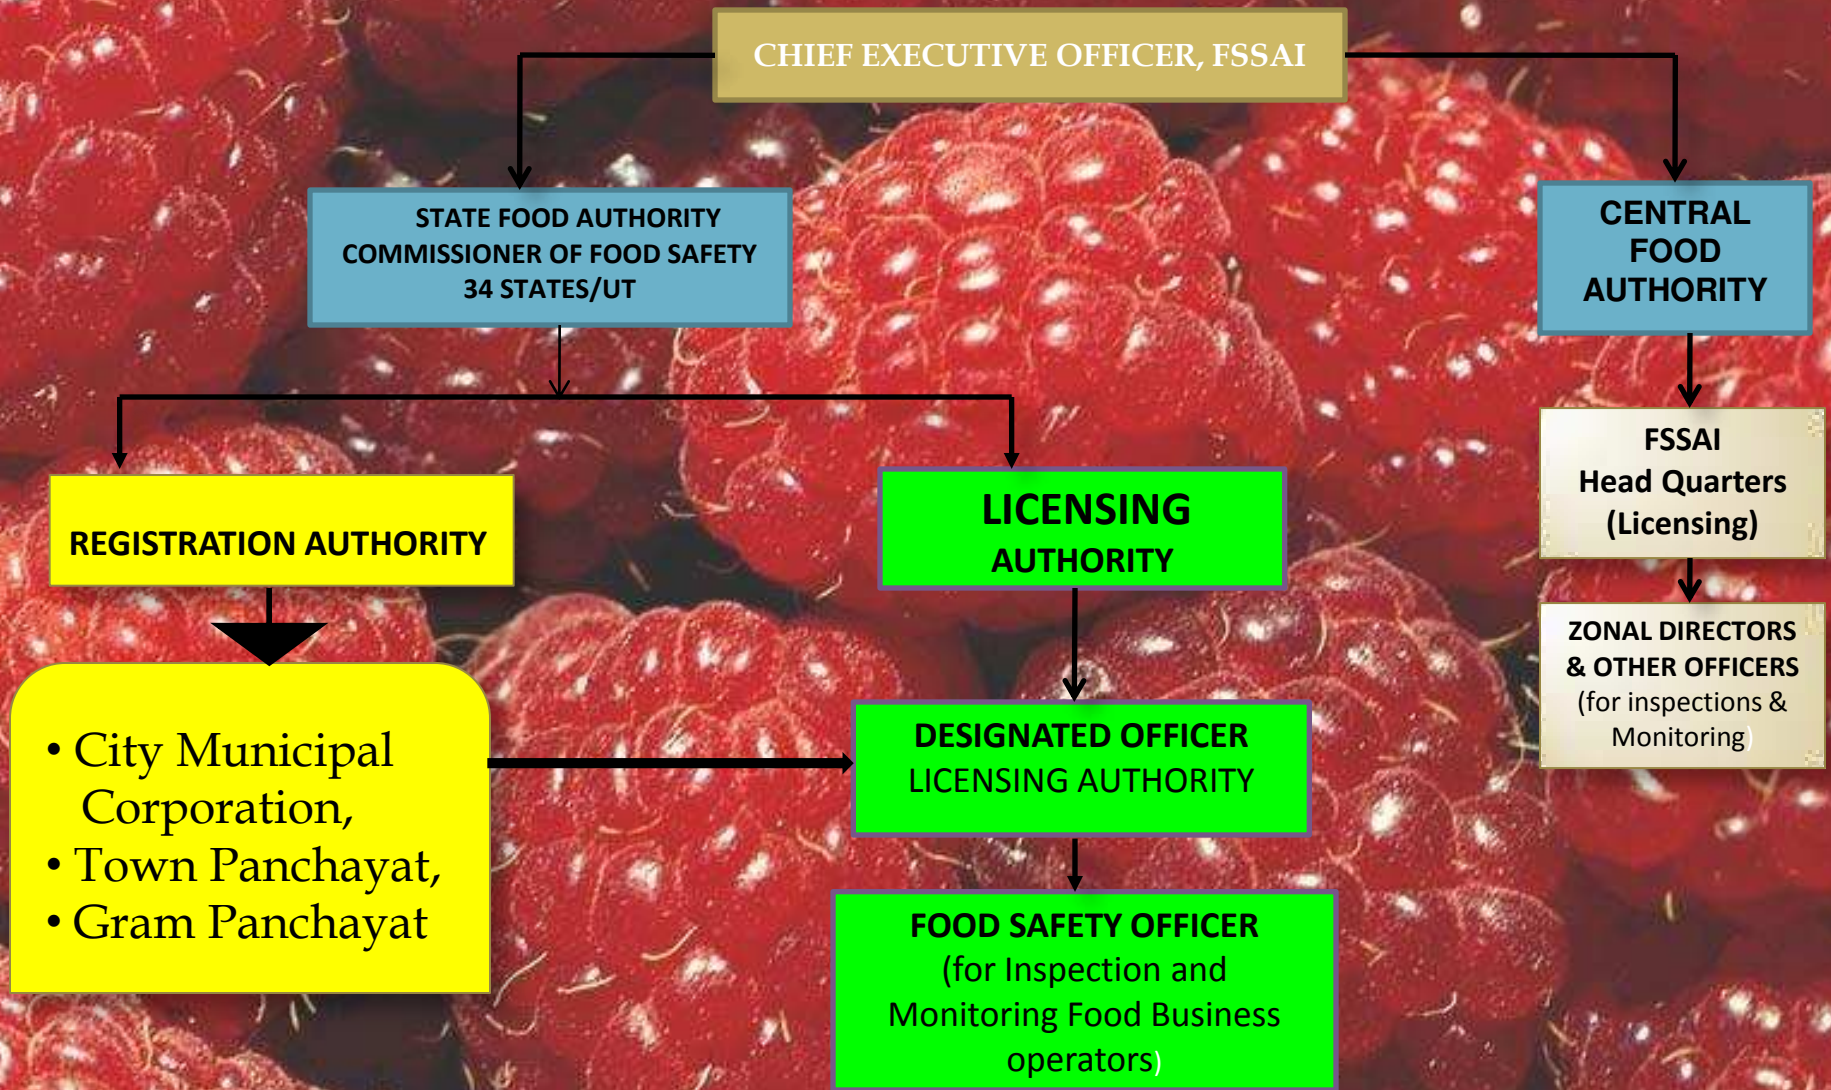 CHIEF EXECUTIVE OFFICER, FSSAI
STATE FOOD AUTHORITY
COMMISSIONER OF FOOD SAFETY
34 STATES/UT
CENTRAL
FOOD
AUTHORITY
FSSAI
Head Quarters
(Licensing)
REGISTRATION AUTHORITY
LICENSING
AUTHORITY
ZONAL DIRECTORS
& OTHER OFFICERS
(for inspections &
Monitoring)
• City Municipal
Corporation,
• Town Panchayat,
• Gram Panchayat
DESIGNATED OFFICER
LICENSING AUTHORITY
FOOD SAFETY OFFICER
(for Inspection and
Monitoring Food Business
operators)